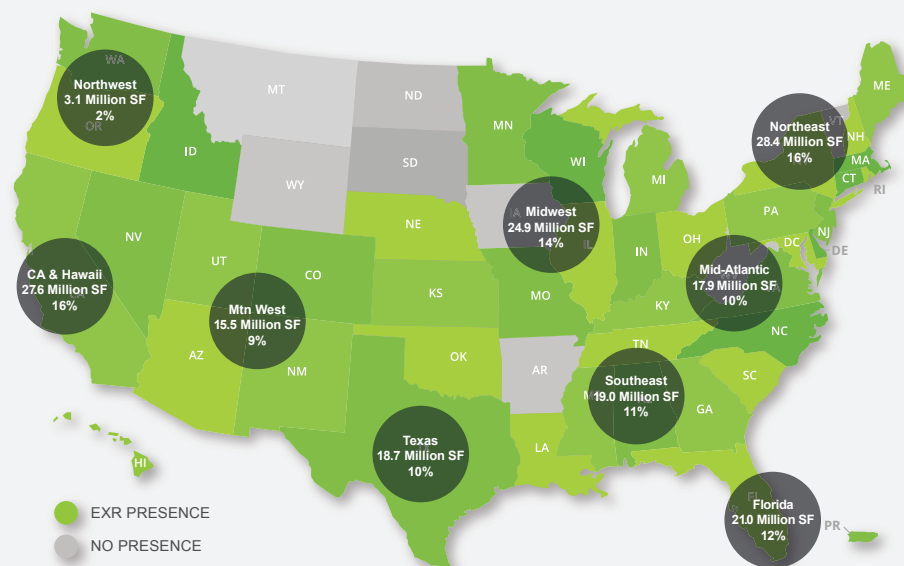 WA
Northwest
3.1 Million SF
2%
OR
MT
ND
MN
ID
WY
SD
WI
MI
ME
VT
NH
Northeast
28.4 Million SF
16%
MA
CT
RI
NV
UT
CO
NE
KS
IA
Midwest
24.9 Million SF
14%
IL
IN
OH
PA
NJ
DE
DC
CA & Hawaii
27.6 Million SF
16%
CA
Mtn West
15.5 Million SF
9%
MO
KY
Mid-Atlantic
17.9 Million SF
10%
WV
VA
AZ
NM
OK
AR
TN
NC
SC
Southeast
19.0 Million SF
11%
GA
Texas
18.7 Million SF
10%
LA
HI
FL
Florida
21.0 Million SF
12%
PR
EXR PRESENCE
NO PRESENCE